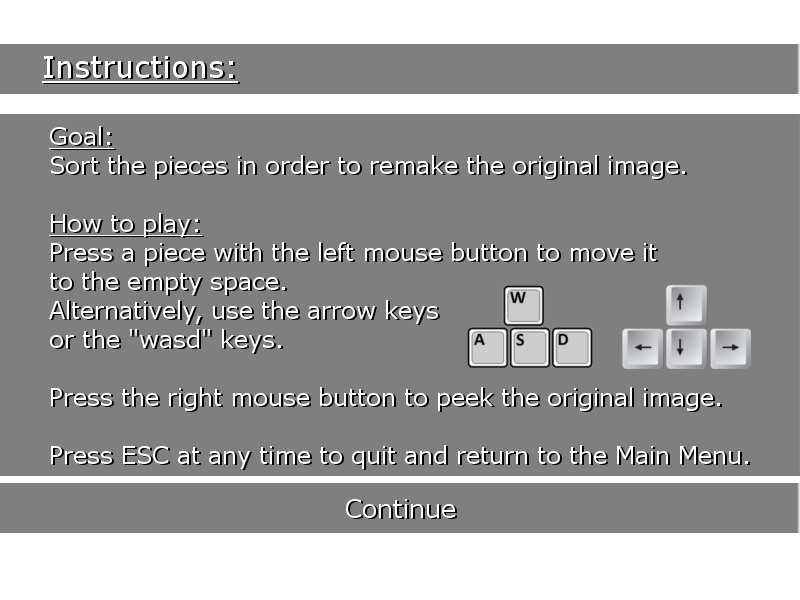 Instructions:
Goal:
Sort the pieces in order to remake the original image.
How to play:
Press a piece with the left mouse button to move it
to the empty space.
Alternatively, use the arrow keys
or the "wasd" keys.
W
A S D
↑
← ↓ →
Press the right mouse button to peek the original image.
Press ESC at any time to quit and return to the Main Menu.
Continue